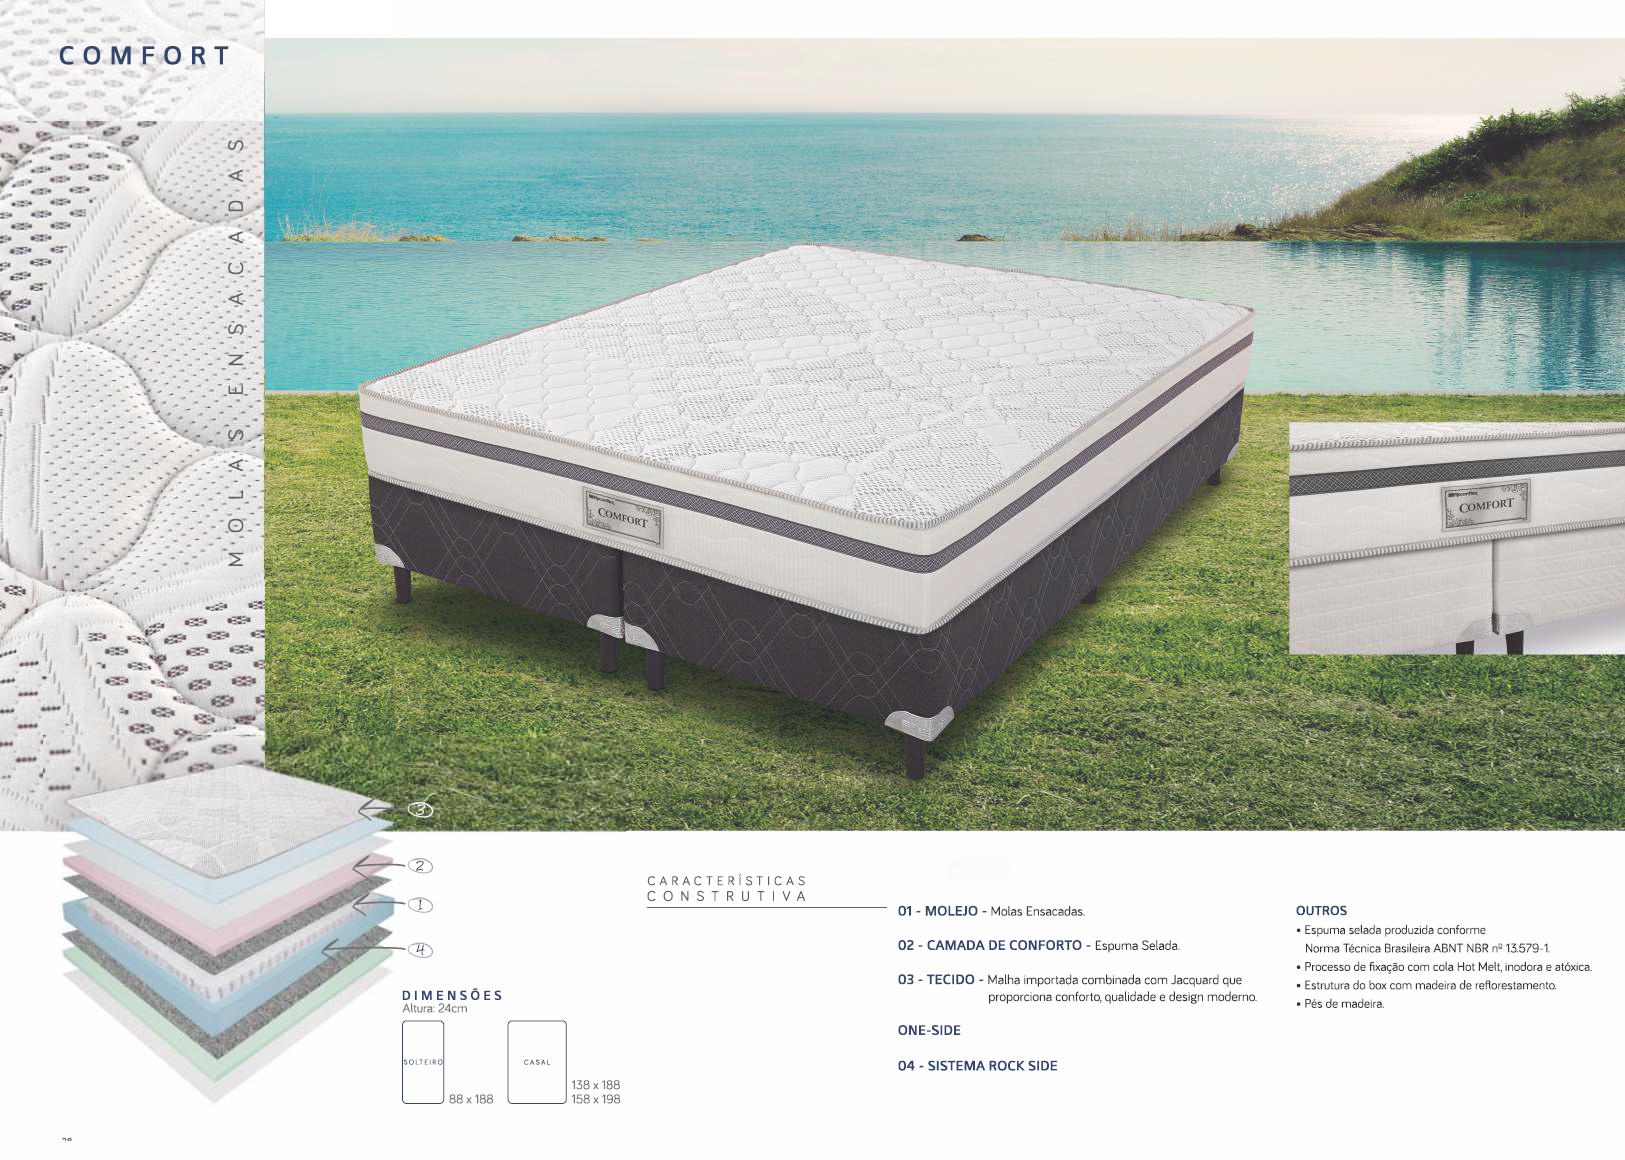 COMFORT
MOLAS ENSACADAS
COMFORT
COMFORT
3
2
1
4
DIMENSÕES
Altura: 24cm
SOLTEIRO
88 x 188
CASAL
138 x 188
158 x 198
CARACTERÍSTICAS
CONSTRUTIVA
01 - MOLEJO - Molas Ensacadas.
02 - CAMADA DE CONFORTO - Espuma Selada.
03 - TECIDO - Malha importada combinada com Jacquard que
proporciona conforto, qualidade e design moderno.
ONE-SIDE
04 - SISTEMA ROCK SIDE
OUTROS
• Espuma selada produzida conforme
Norma Técnica Brasileira ABNT NBR nº 13.579-1.
• Processo de fixação com cola Hot Melt, inodora e atóxica.
• Estrutura do box com madeira de reflorestamento.
• Pés de madeira.